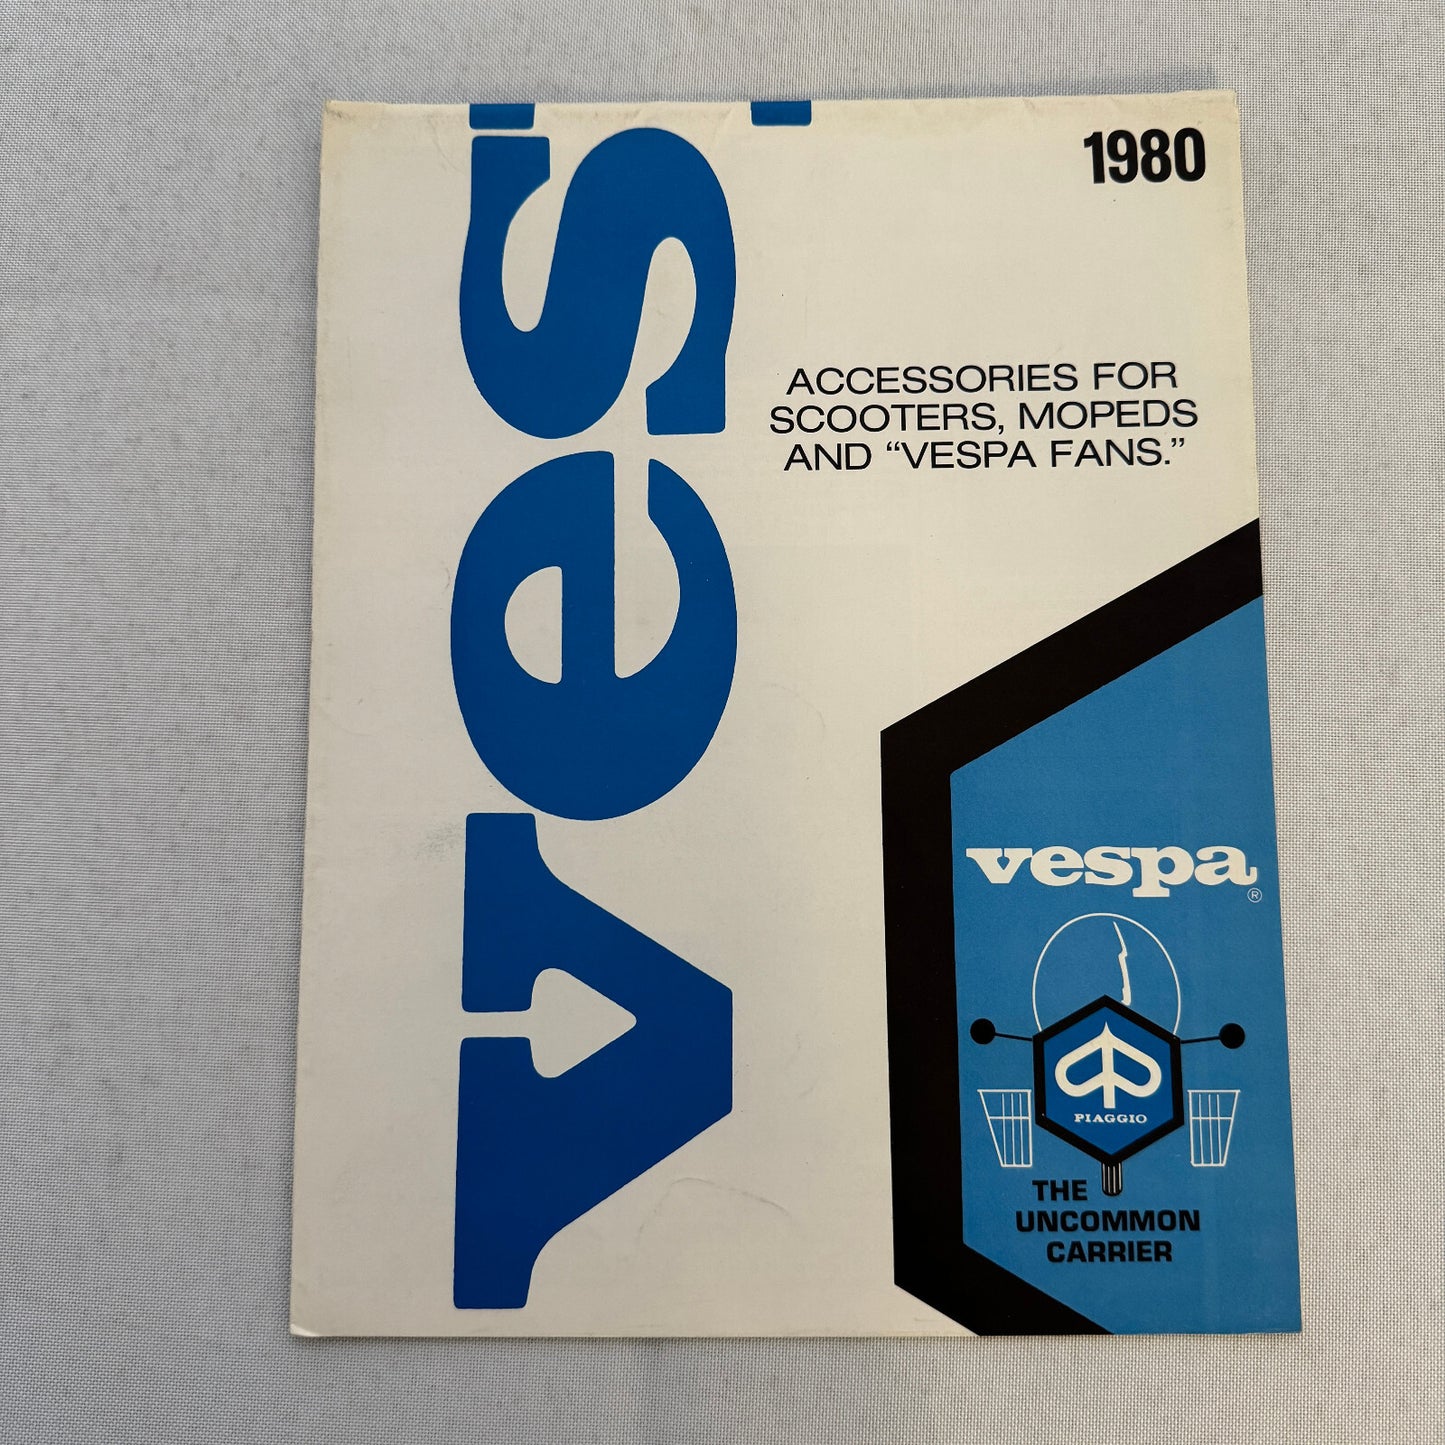 1980
ves
ACCESSORIES FOR
SCOOTERS, MOPEDS
AND “VESPA FANS.”
vespa®
PIAGGIO
THE
UNCOMMON
CARRIER